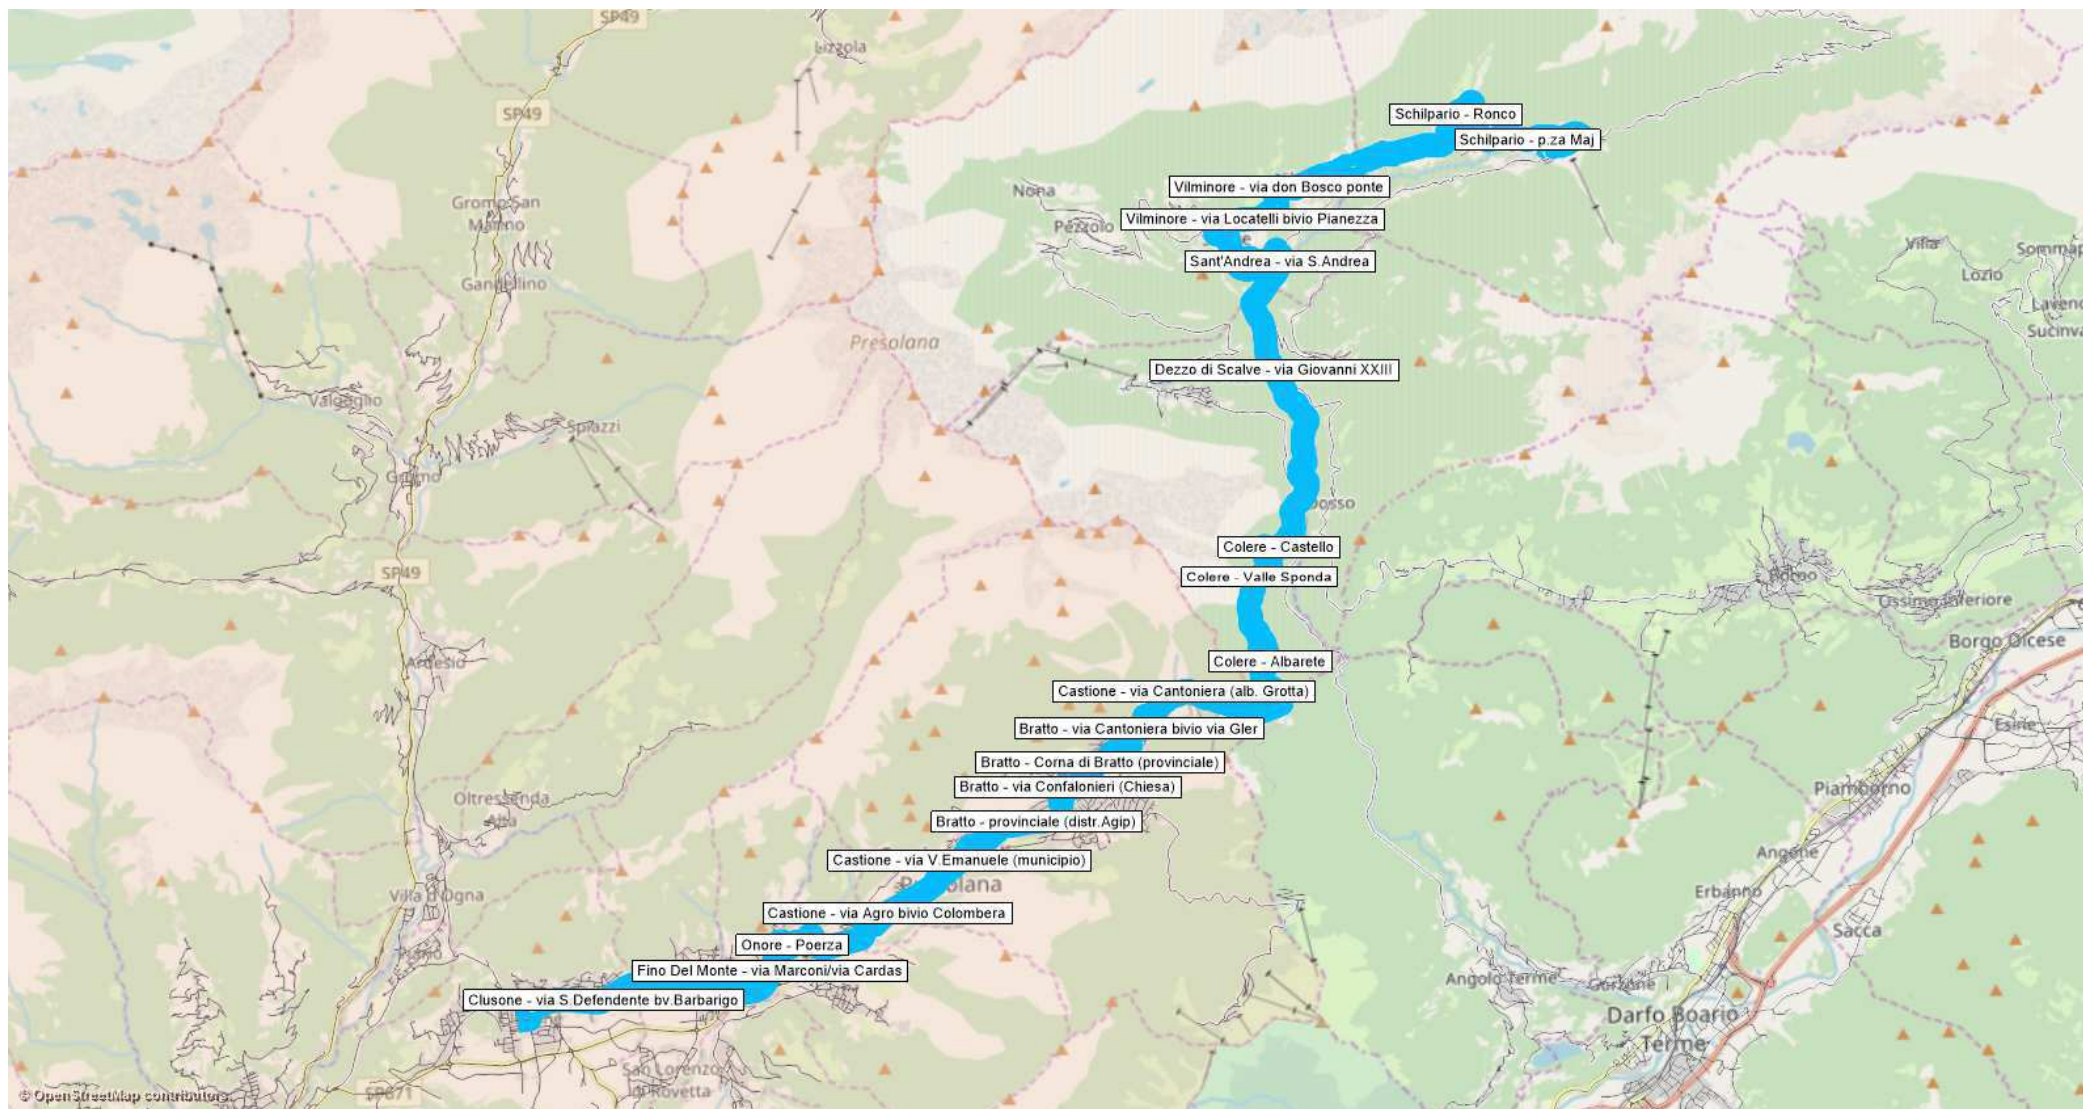 SP49
Lizzola
SP49
Schilpario - Ronco
Schilpario - p.za Maj
Nona
Vilminore - via don Bosco ponte
Gromo San
Marino
Pezzolo
Vilminore - via Locatelli bivio Pianezza
Villa
Lozio
Sant'Andrea - via S.Andrea
Gandellino
Sucinva
Presolana
Dezzo di Scalve - via Giovanni XXIII
Valgoglio
Spiazzi
Gromo
Dosso
Colere - Castello
SP49
Colere - Valle Sponda
Borno
Ossimo Inferiore
Borgo Olcese
Ardesio
Colere - Albarete
Castione - via Cantoniera (alb. Grotta)
Bratto - via Cantoniera bivio via Gler
Esine
Bratto - Corna di Bratto (provinciale)
Bratto - via Confalonieri (Chiesa)
Piamborno
Oltressenda
Alta
Bratto - provinciale (distr.Agip)
Castione - via V.Emanuele (municipio)
Angone
Villa d'Ogna
Erbanno
Castione - via Agro bivio Colombera
Sacca
Onore - Poerza
Piario
Fino Del Monte - via Marconi/via Cardas
Angolo Terme
Gorzone
Clusone - via S.Defendente bv.Barbarigo
Darfo Boario
Terme
San Lorenzo
di Rovetta
SP671
© OpenStreetMap contributors